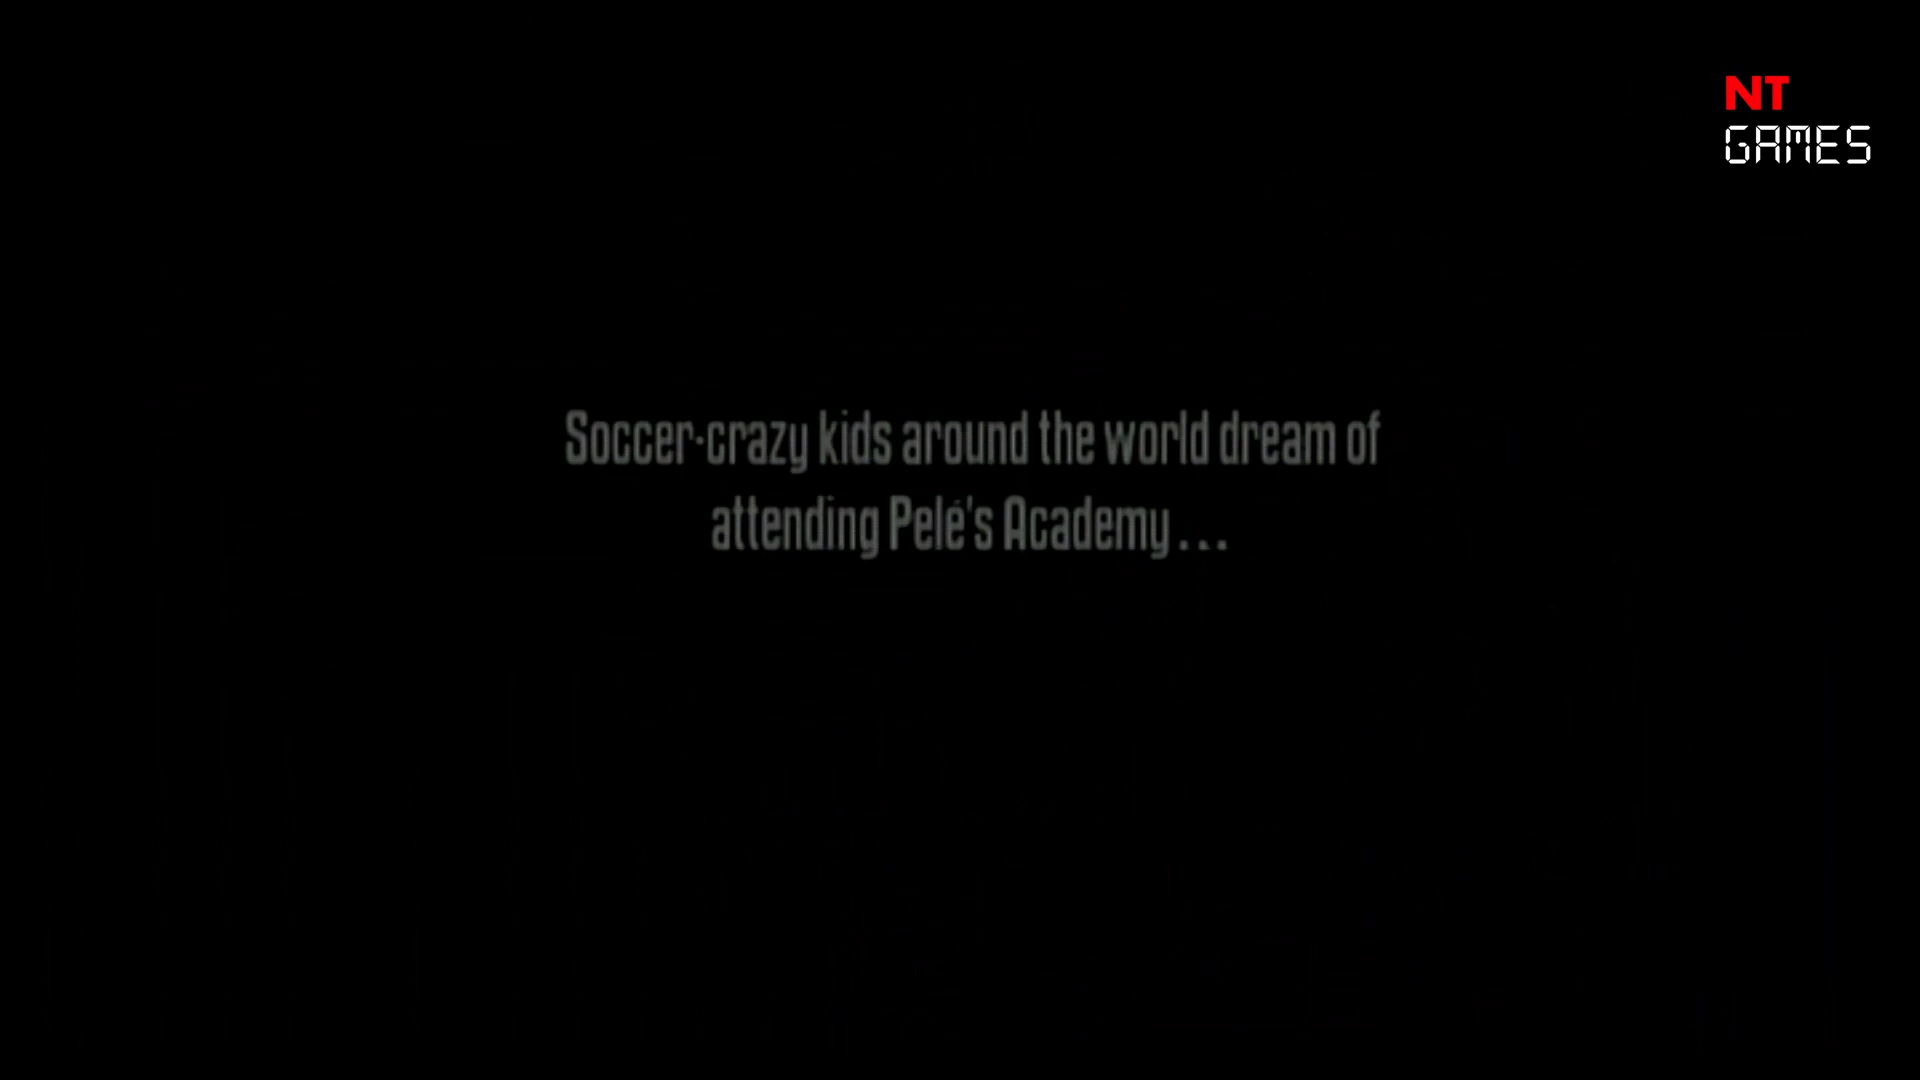 NT
GAMES
Soccer-crazy kids around the world dream of
attending Pelé's Academy . . .